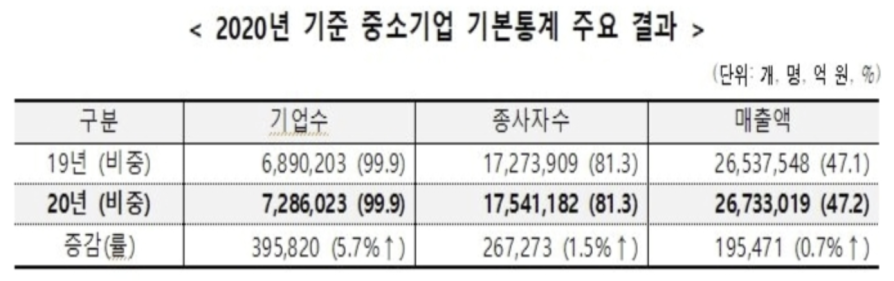 < 2020년 기준 중소기업 기본통계 주요 결과 >
(단위: 개, 명, 억 원, %)
구분 기업수 종사자수 매출액
19년 (비중) 6,890,203 (99.9) 17,273,909 (81.3) 26,537,548 (47.1)
20년 (비중) 7,286,023 (99.9) 17,541,182 (81.3) 26,733,019 (47.2)
증감(률) 395,820 (5.7%↑) 267,273 (1.5%↑) 195,471 (0.7%↑)